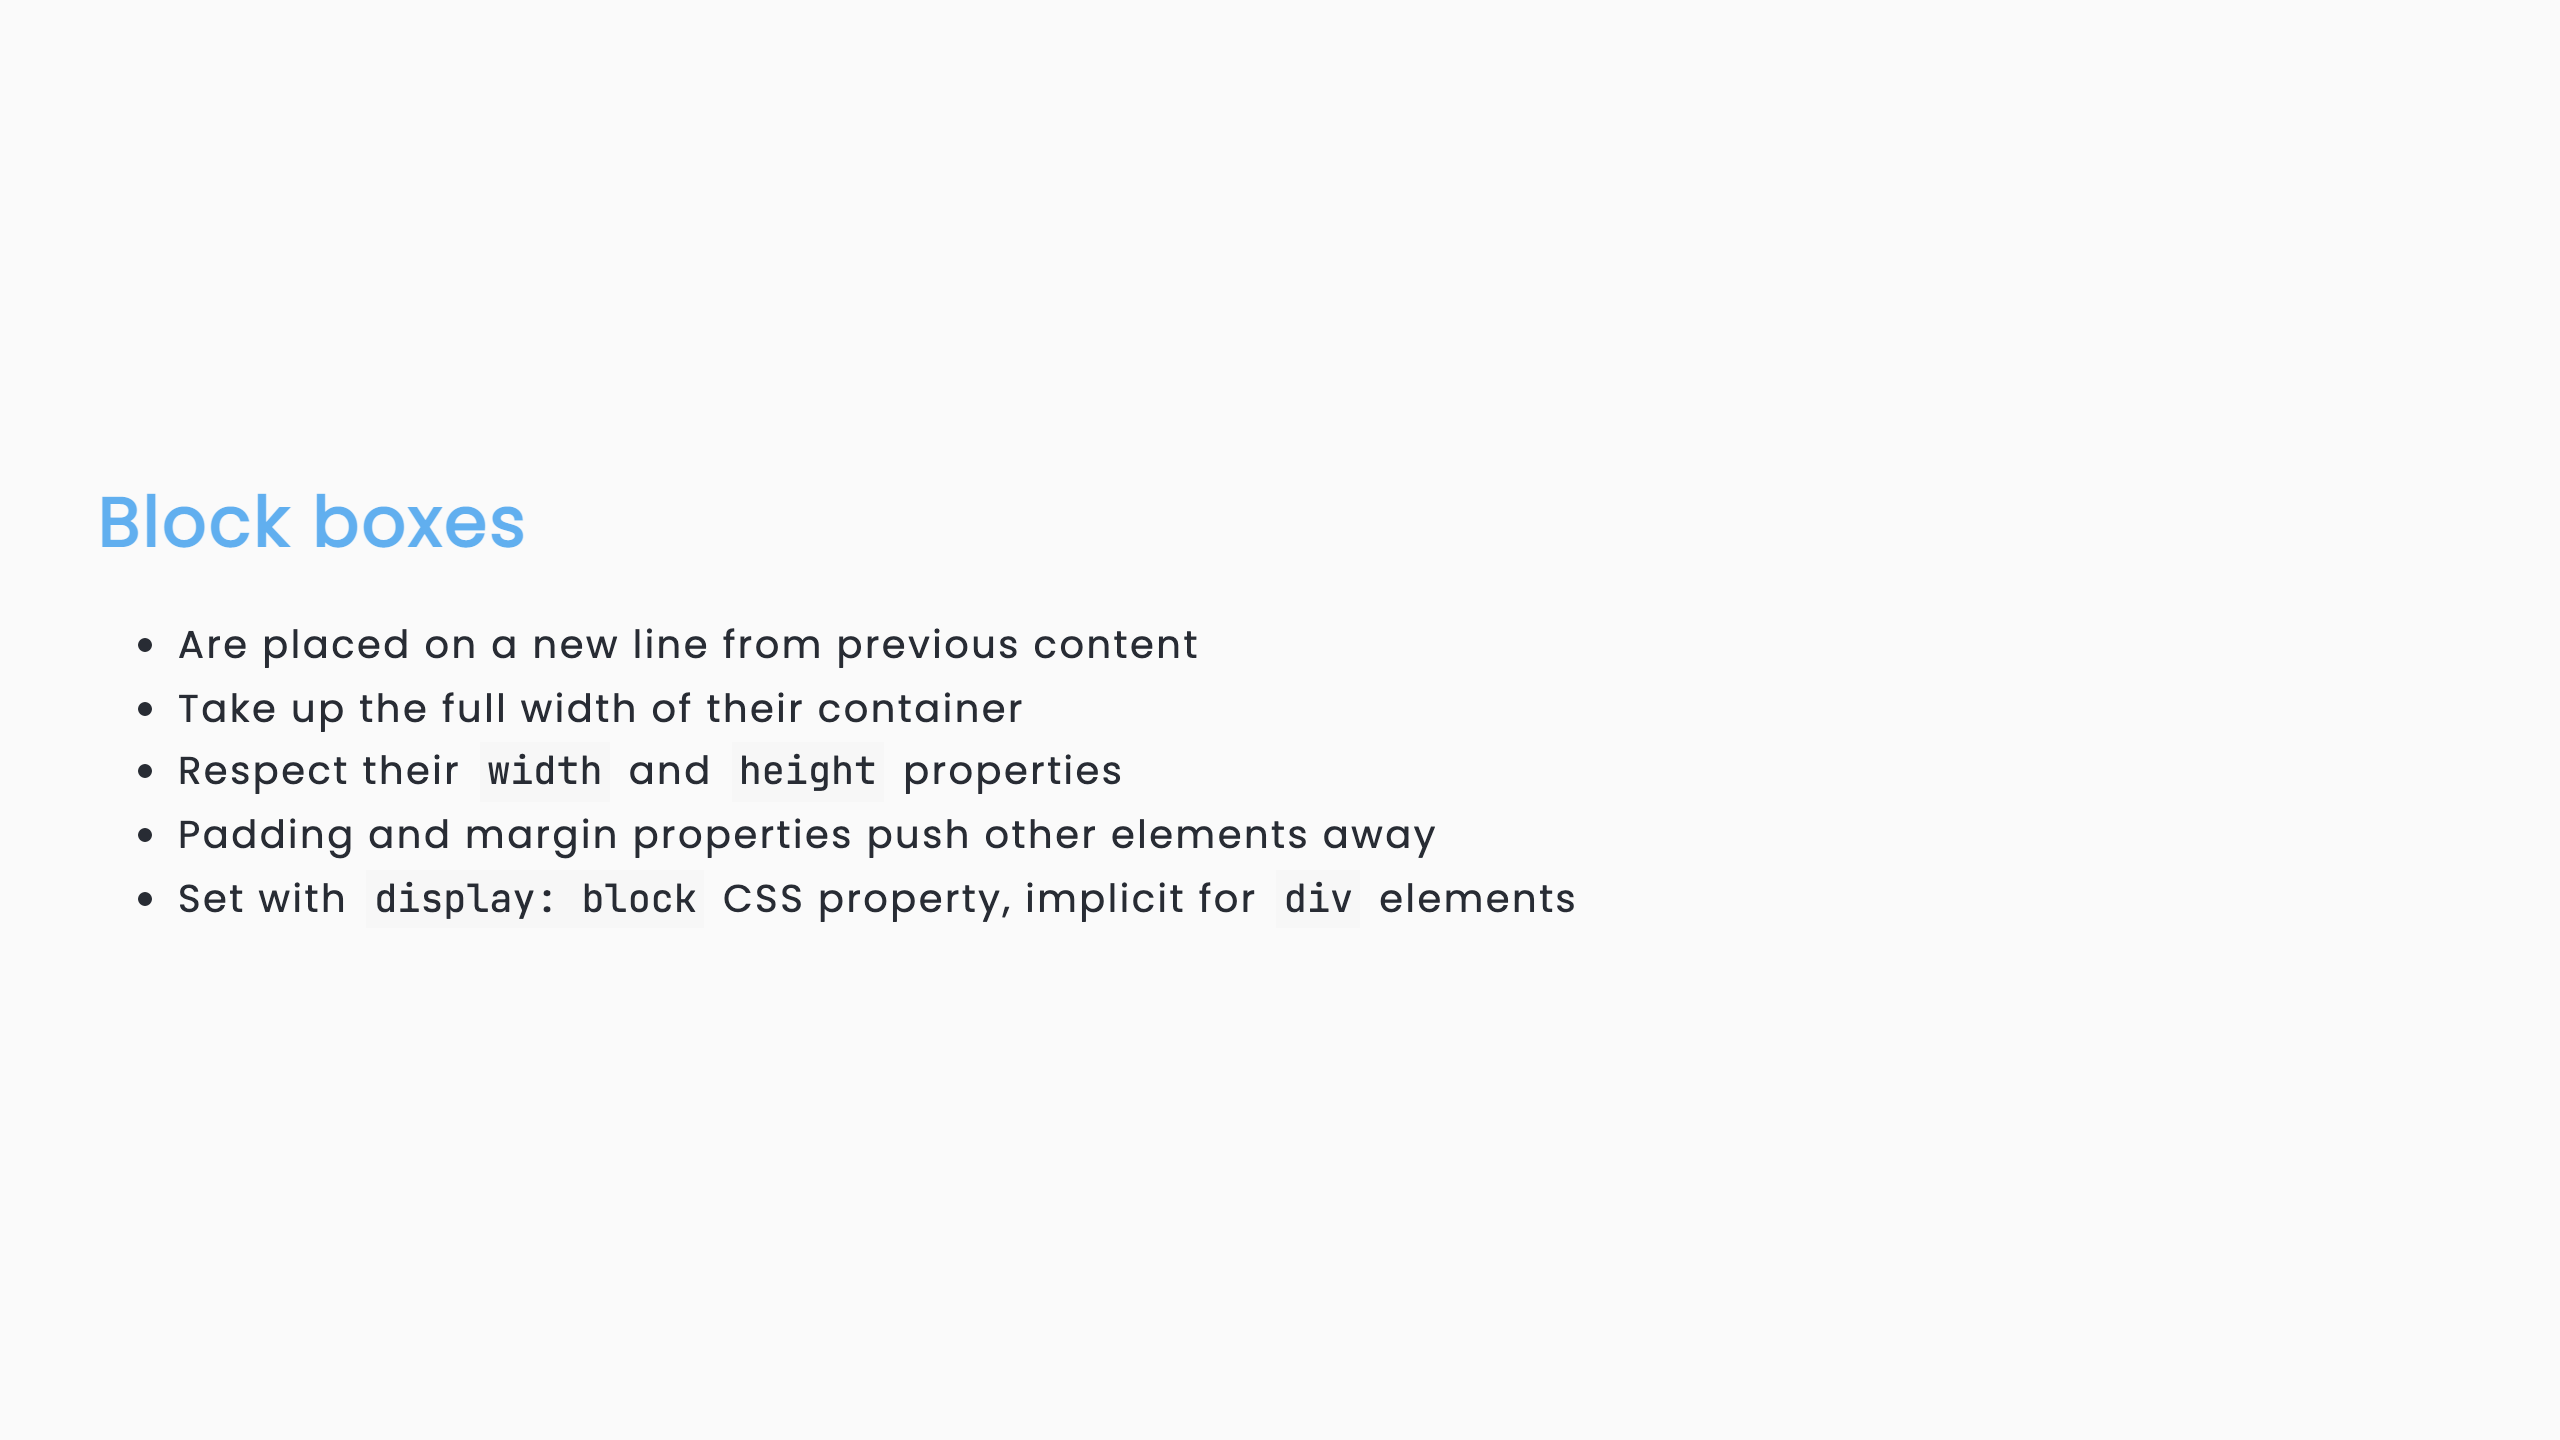 Block boxes
Are placed on a new line from previous content
Take up the full width of their container
Respect their width and height properties
Padding and margin properties push other elements away
Set with display: block CSS property, implicit for div elements